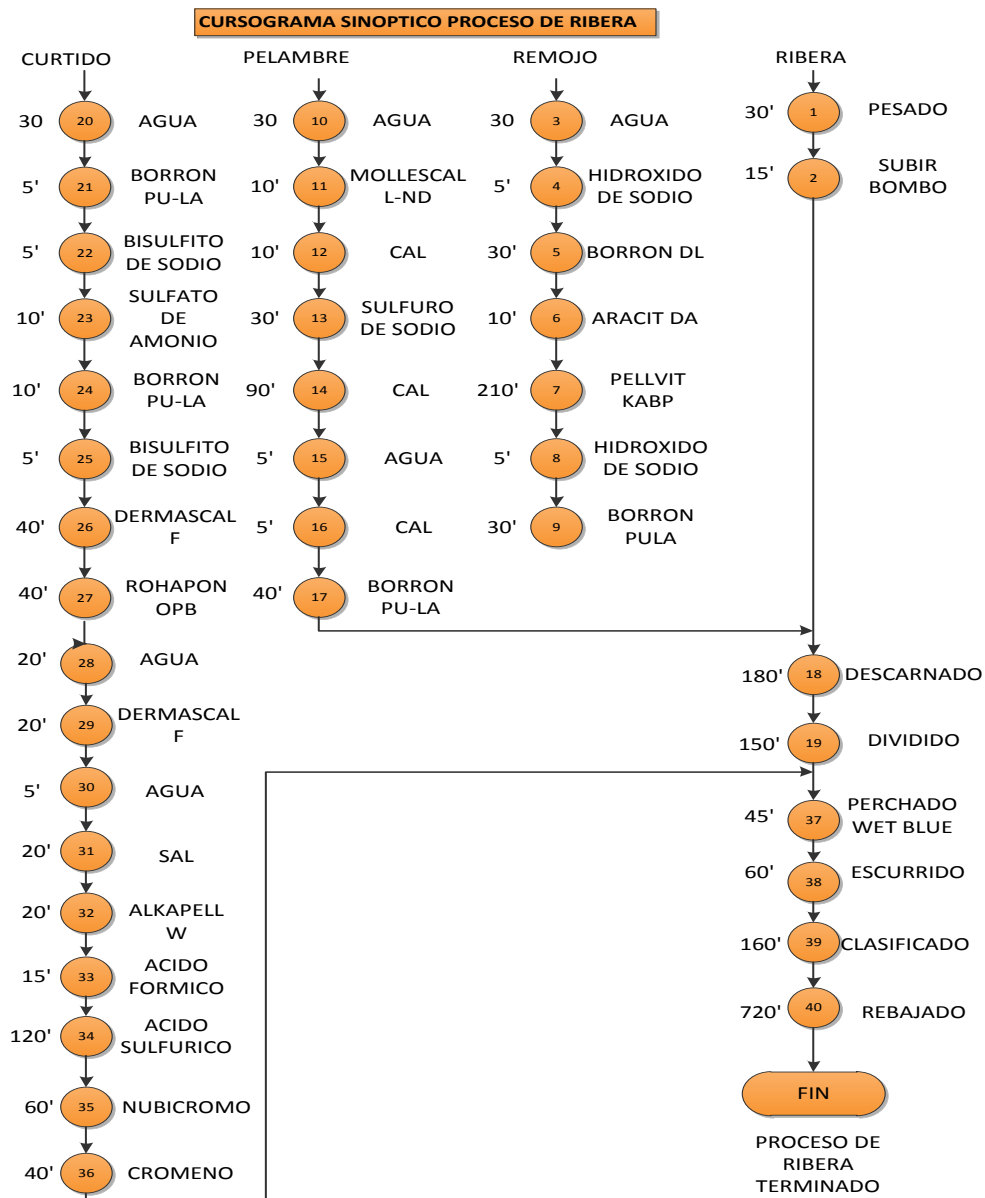 CURSOGRAMA SINOPTICO PROCESO DE RIBERA
CURTIDO
30 20 AGUA
5' 21 BORRON
PU-LA
5' 22 BISULFITO
DE SODIO
10' 23 SULFATO
DE
AMONIO
10' 24 BORRON
PU-LA
5' 25 BISULFITO
DE SODIO
40' 26 DERMASCAL
F
40' 27 ROHAPON
OPB
20' 28 AGUA
20' 29 DERMASCAL
F
5' 30 AGUA
20' 31 SAL
20' 32 ALKAPELL
W
15' 33 ACIDO
FORMICO
120' 34 ACIDO
SULFURICO
60' 35 NUBICROMO
40' 36 CROMENO
PELAMBRE
30 10 AGUA
10' 11 MOLLESCAL
L-ND
10' 12 CAL
30' 13 SULFURO
DE SODIO
90' 14 CAL
5' 15 AGUA
5' 16 CAL
40' 17 BORRON
PU-LA
REMOJO
30 3 AGUA
5' 4 HIDROXIDO
DE SODIO
30' 5 BORRON DL
10' 6 ARACIT DA
210' 7 PELLVIT
KABP
5' 8 HIDROXIDO
DE SODIO
30' 9 BORRON
PULA
RIBERA
30' 1 PESADO
15' 2 SUBIR
BOMBO
180' 18 DESCARNADO
150' 19 DIVIDIDO
45' 37 PERCHADO
WET BLUE
60' 38 ESCURRIDO
160' 39 CLASIFICADO
720' 40 REBAJADO
FIN
PROCESO DE
RIBERA
TERMINADO